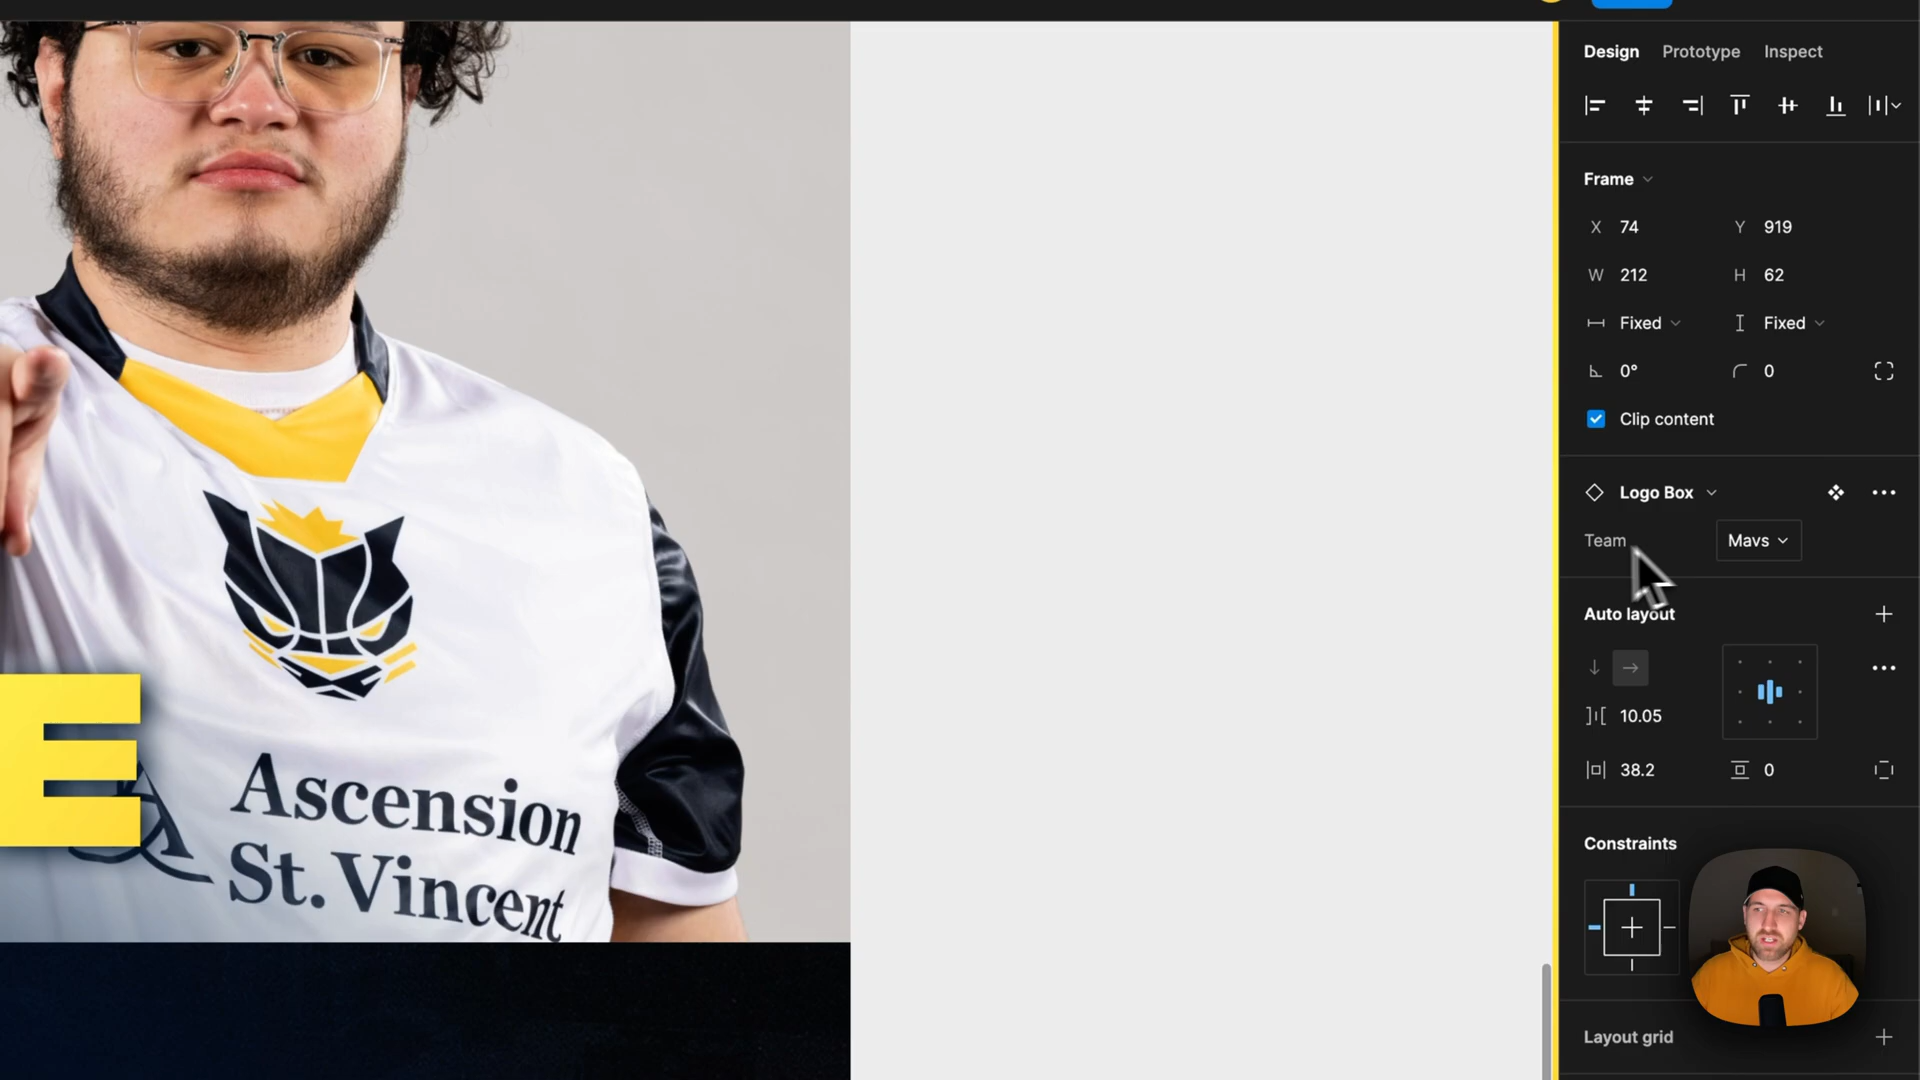 Design Prototype Inspect
Frame
X 74 Y 919
W 212 H 62
Fixed Fixed
0° 0
Clip content
Logo Box
Team Mavs
Auto layout
10.05
38.2 0
Constraints
Layout grid
E
Ascension
St. Vincent